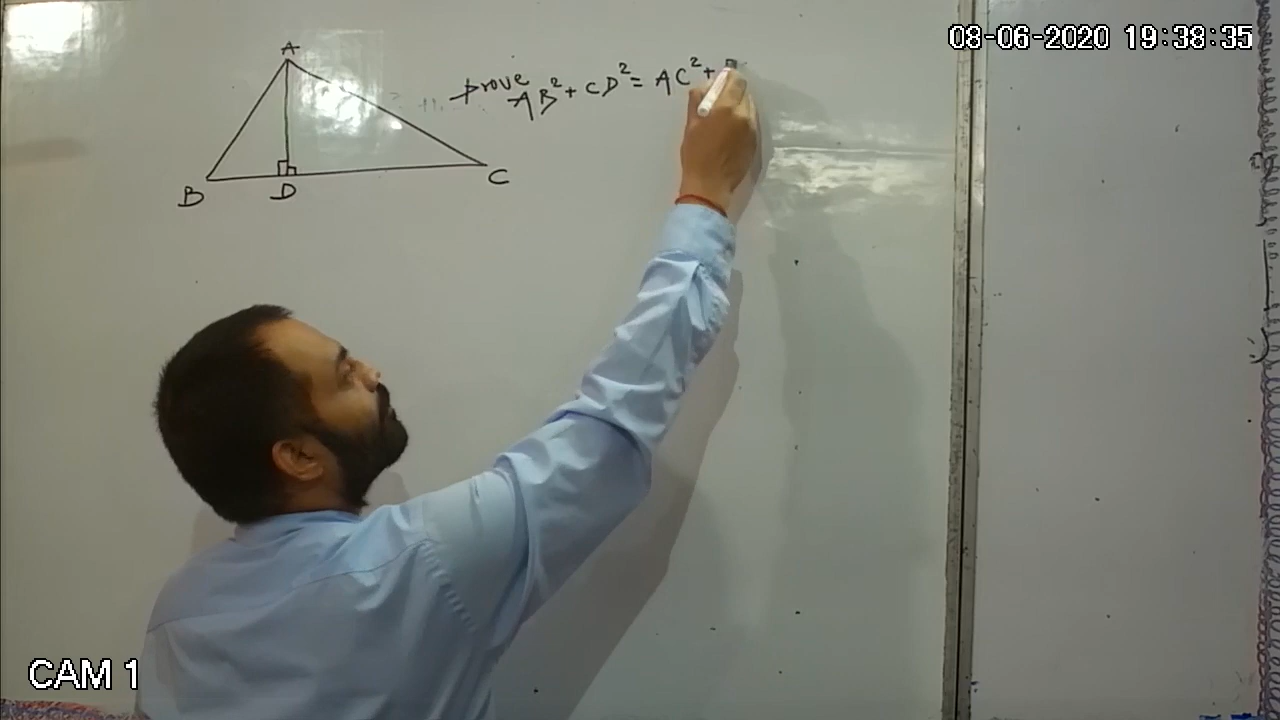 08-06-2020 19:38:35
A
prove
AB²+CD²=AC²+
B
D
C
CAM 1